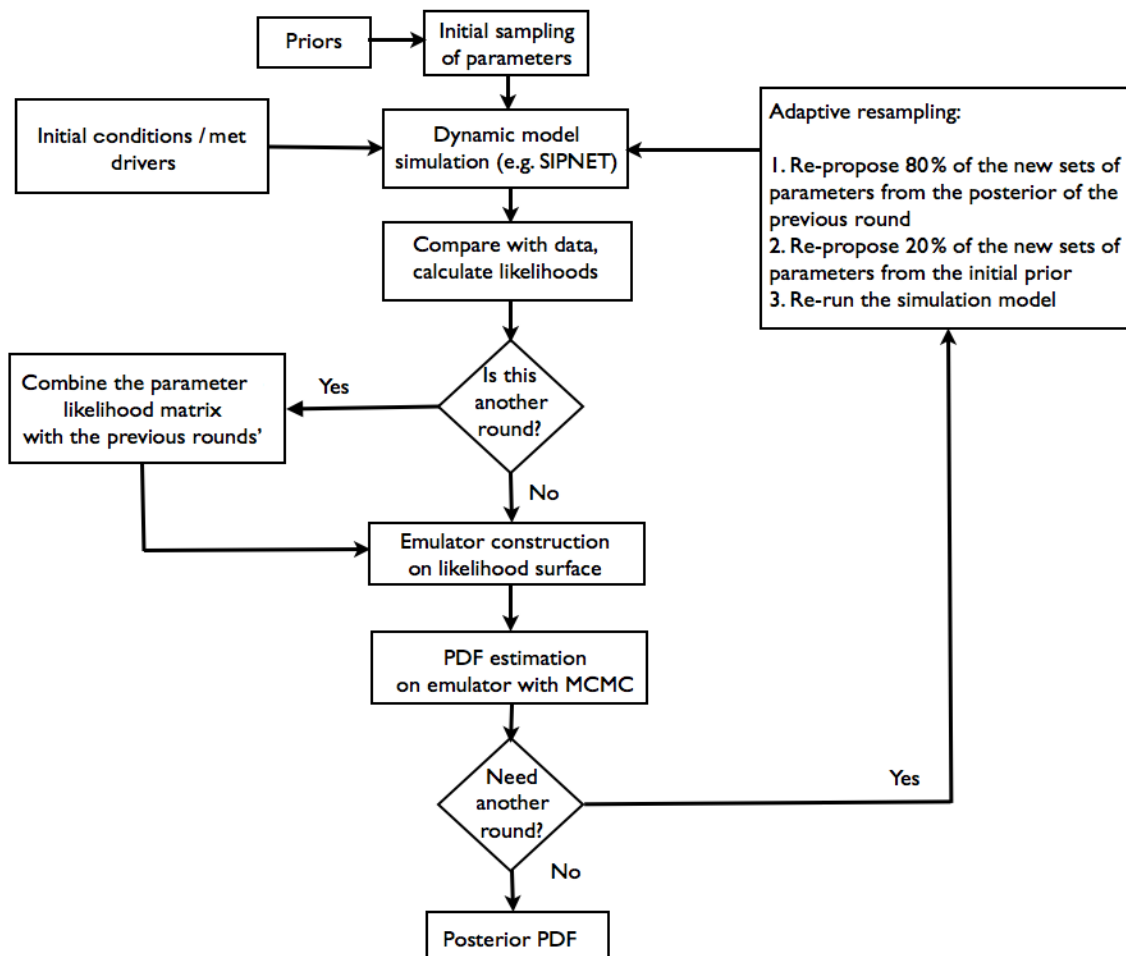 Priors
Initial sampling
of parameters
Initial conditions / met
drivers
Dynamic model
simulation (e.g. SIPNET)
Adaptive resampling:
1. Re-propose 80% of the new sets of
parameters from the posterior of the
previous round
2. Re-propose 20% of the new sets of
parameters from the initial prior
3. Re-run the simulation model
Compare with data,
calculate likelihoods
Is this
another
round?
Yes
Combine the parameter
likelihood matrix
with the previous rounds’
No
Emulator construction
on likelihood surface
PDF estimation
on emulator with MCMC
Need
another
round?
Yes
No
Posterior PDF